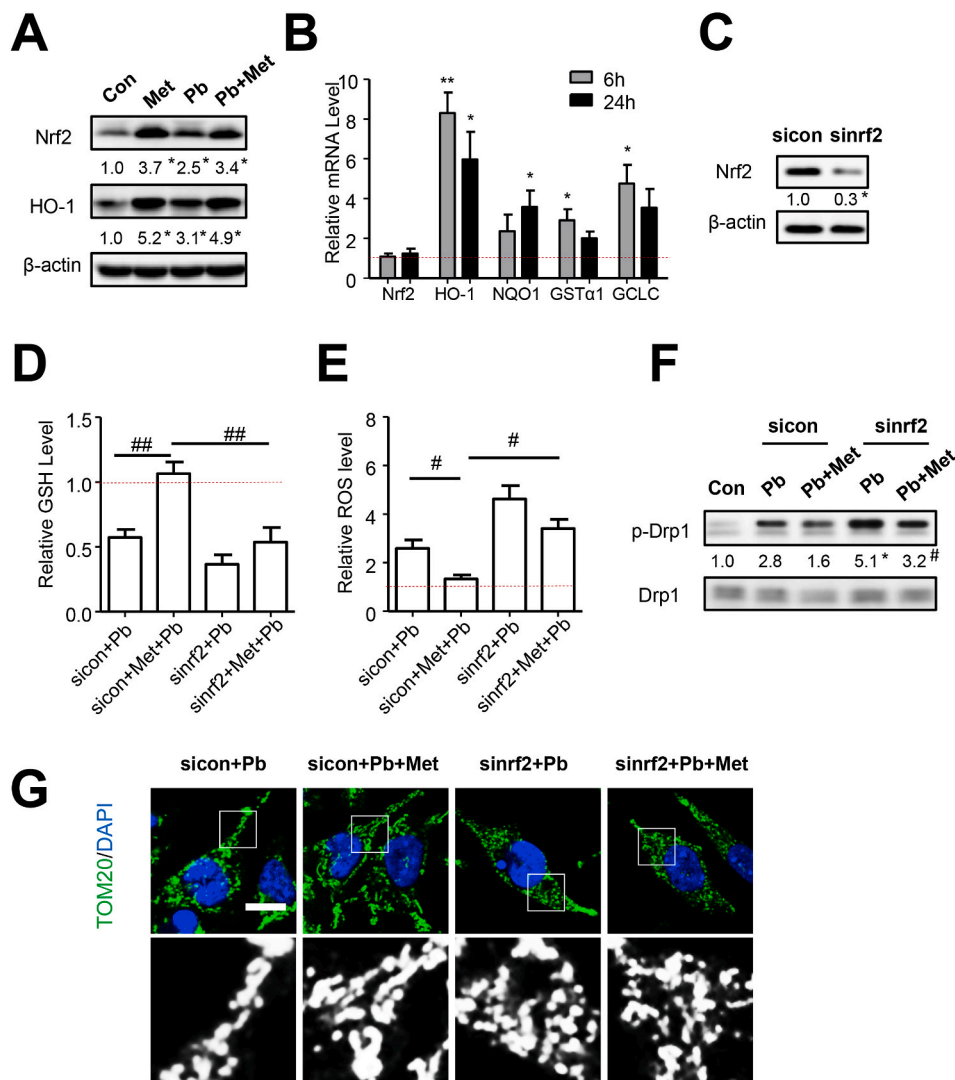 A
Con Met Pb Pb+Met
Nrf2
1.0 3.7 * 2.5 * 3.4 *
HO-1
1.0 5.2 * 3.1 * 4.9 *
β-actin
B
Relative mRNA Level
10
8
6
4
2
0
** * * * *
6h
24h
Nrf2 HO-1 NQO1 GSTα1 GCLC
C
sicon sinrf2
Nrf2
1.0 0.3 *
β-actin
D
Relative GSH Level
1.5
1.0
0.5
0.0
## ##
sicon+Pb sicon+Met+Pb sinrf2+Pb sinrf2+Met+Pb
E
Relative ROS level
8
6
4
2
0
# #
sicon+Pb sicon+Met+Pb sinrf2+Pb sinrf2+Met+Pb
F
sicon sinrf2
Con Pb Pb+Met Pb Pb+Met
p-Drp1
1.0 2.8 1.6 5.1 * 3.2 #
Drp1
G
sicon+Pb sicon+Pb+Met sinrf2+Pb sinrf2+Pb+Met
TOM20/DAPI